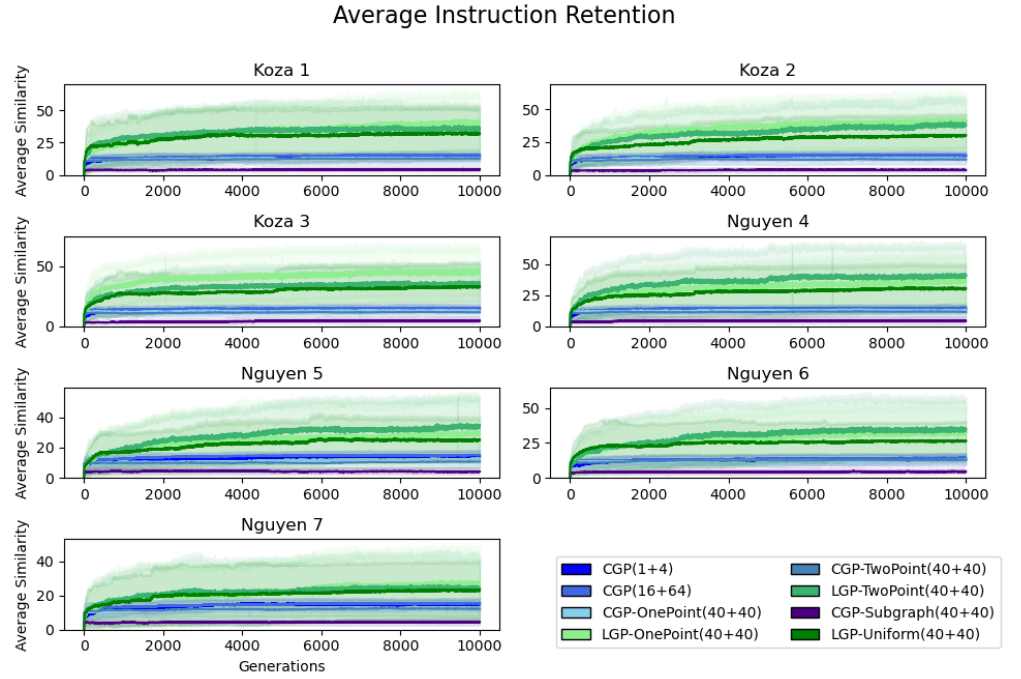 Average Instruction Retention
Koza 1
Koza 2
Average Similarity
50
25
0
0 2000 4000 6000 8000 10000
50
25
0
0 2000 4000 6000 8000 10000
Koza 3
Nguyen 4
Average Similarity
50
0
0 2000 4000 6000 8000 10000
50
25
0
0 2000 4000 6000 8000 10000
Nguyen 5
Nguyen 6
Average Similarity
40
20
0
0 2000 4000 6000 8000 10000
50
25
0
0 2000 4000 6000 8000 10000
Nguyen 7
Average Similarity
40
20
0
0 2000 4000 6000 8000 10000
Generations
CGP(1+4)
CGP(16+64)
CGP-OnePoint(40+40)
LGP-OnePoint(40+40)
CGP-TwoPoint(40+40)
LGP-TwoPoint(40+40)
CGP-Subgraph(40+40)
LGP-Uniform(40+40)